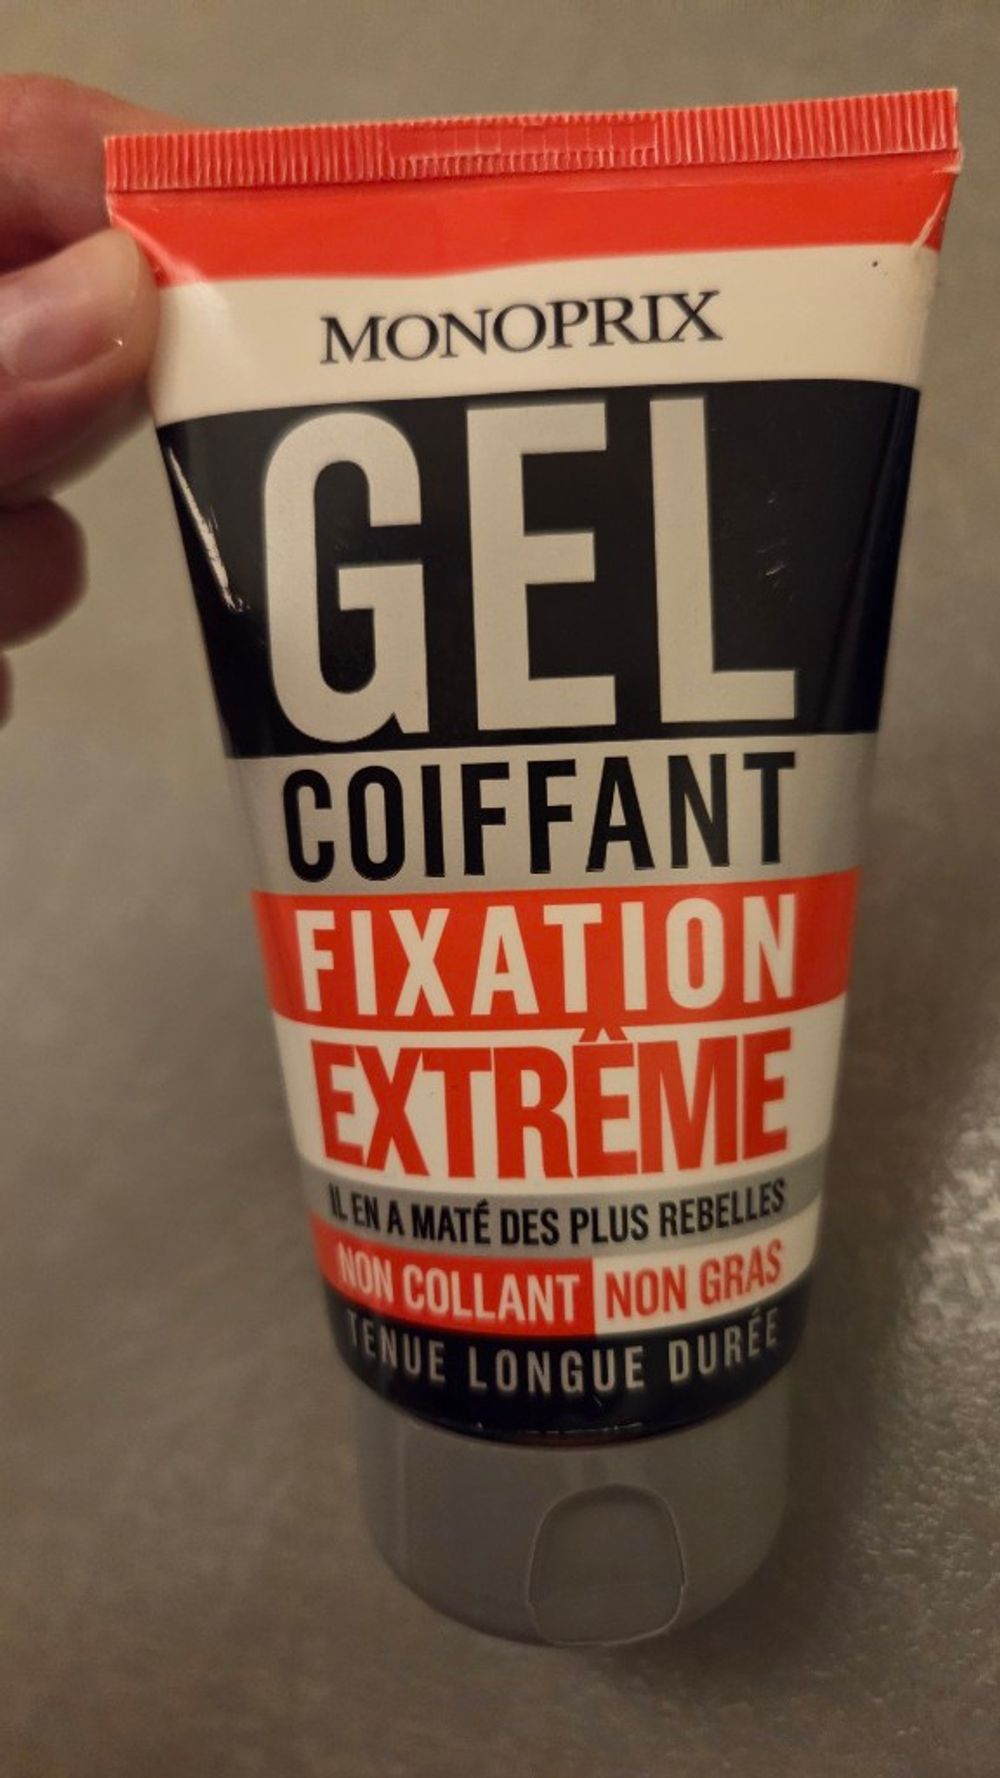 MONOPRIX
GEL
COIFFANT
FIXATION
EXTRÊME
IL EN A MATÉ DES PLUS REBELLES
NON COLLANT NON GRAS
TENUE LONGUE DURÉE